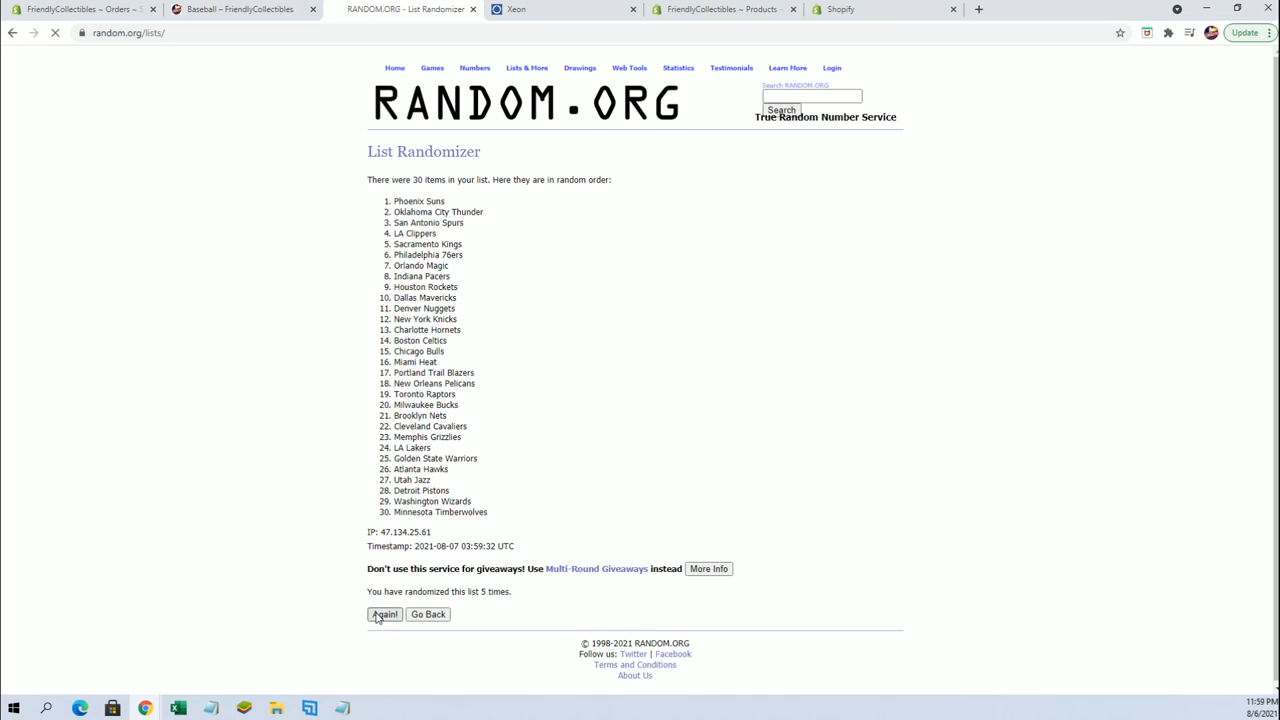 FriendlyCollectibles ~ Orders ~ S
Baseball – FriendlyCollectibles
RANDOM.ORG - List Randomizer
Xeon
FriendlyCollectibles ~ Products ~
Shopify
random.org/lists/
Update
Home Games Numbers Lists & More Drawings Web Tools Statistics Testimonials Learn More Login
RANDOM.ORG
Search RANDOM.ORG
Search
True Random Number Service
List Randomizer
There were 30 items in your list. Here they are in random order:
1. Phoenix Suns
2. Oklahoma City Thunder
3. San Antonio Spurs
4. LA Clippers
5. Sacramento Kings
6. Philadelphia 76ers
7. Orlando Magic
8. Indiana Pacers
9. Houston Rockets
10. Dallas Mavericks
11. Denver Nuggets
12. New York Knicks
13. Charlotte Hornets
14. Boston Celtics
15. Chicago Bulls
16. Miami Heat
17. Portland Trail Blazers
18. New Orleans Pelicans
19. Toronto Raptors
20. Milwaukee Bucks
21. Brooklyn Nets
22. Cleveland Cavaliers
23. Memphis Grizzlies
24. LA Lakers
25. Golden State Warriors
26. Atlanta Hawks
27. Utah Jazz
28. Detroit Pistons
29. Washington Wizards
30. Minnesota Timberwolves
IP: 47.134.25.61
Timestamp: 2021-08-07 03:59:32 UTC
Don't use this service for giveaways! Use Multi-Round Giveaways instead More Info
You have randomized this list 5 times.
Again! Go Back
© 1998-2021 RANDOM.ORG
Follow us: Twitter | Facebook
Terms and Conditions
About Us
11:59 PM
8/6/2021